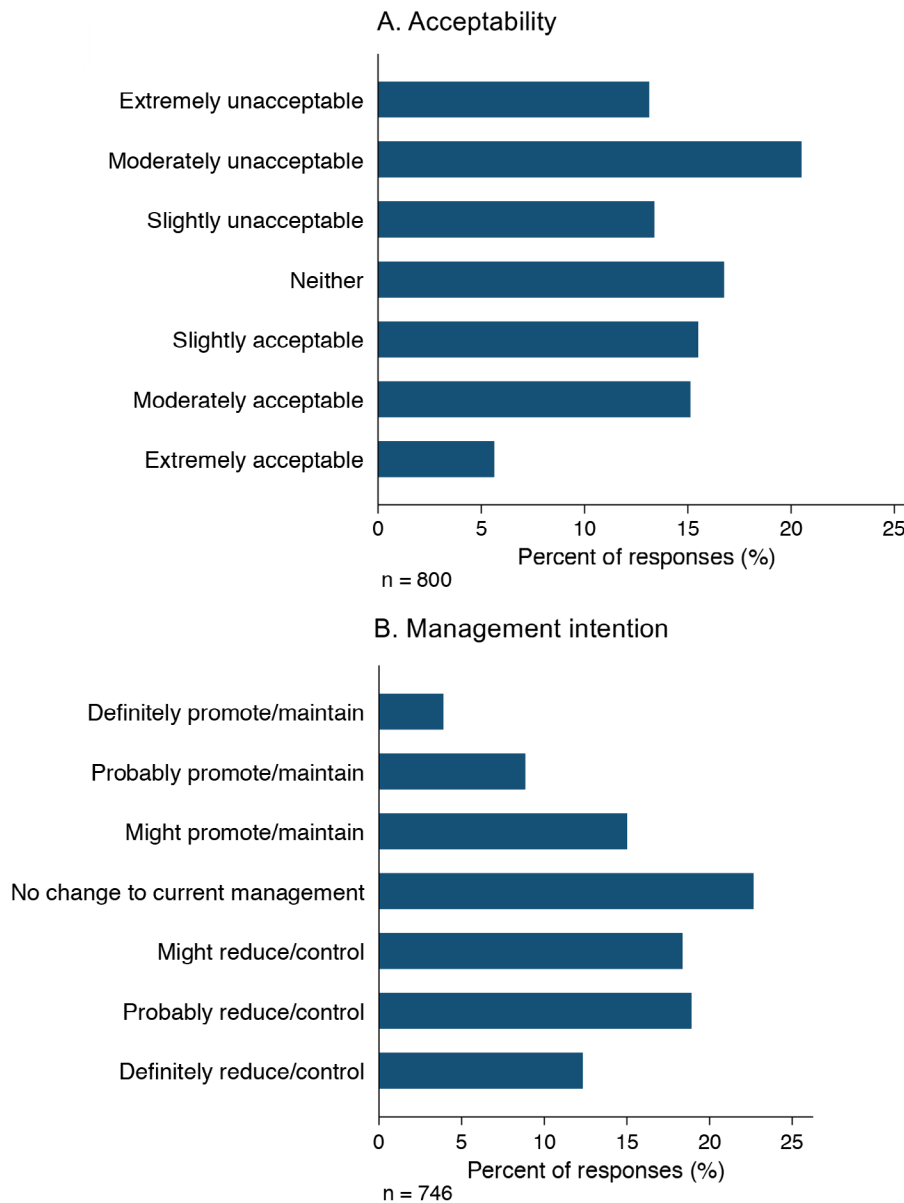 A. Acceptability
Extremely unacceptable
Moderately unacceptable
Slightly unacceptable
Neither
Slightly acceptable
Moderately acceptable
Extremely acceptable
0 5 10 15 20 25
Percent of responses (%)
n = 800
B. Management intention
Definitely promote/maintain
Probably promote/maintain
Might promote/maintain
No change to current management
Might reduce/control
Probably reduce/control
Definitely reduce/control
0 5 10 15 20 25
Percent of responses (%)
n = 746